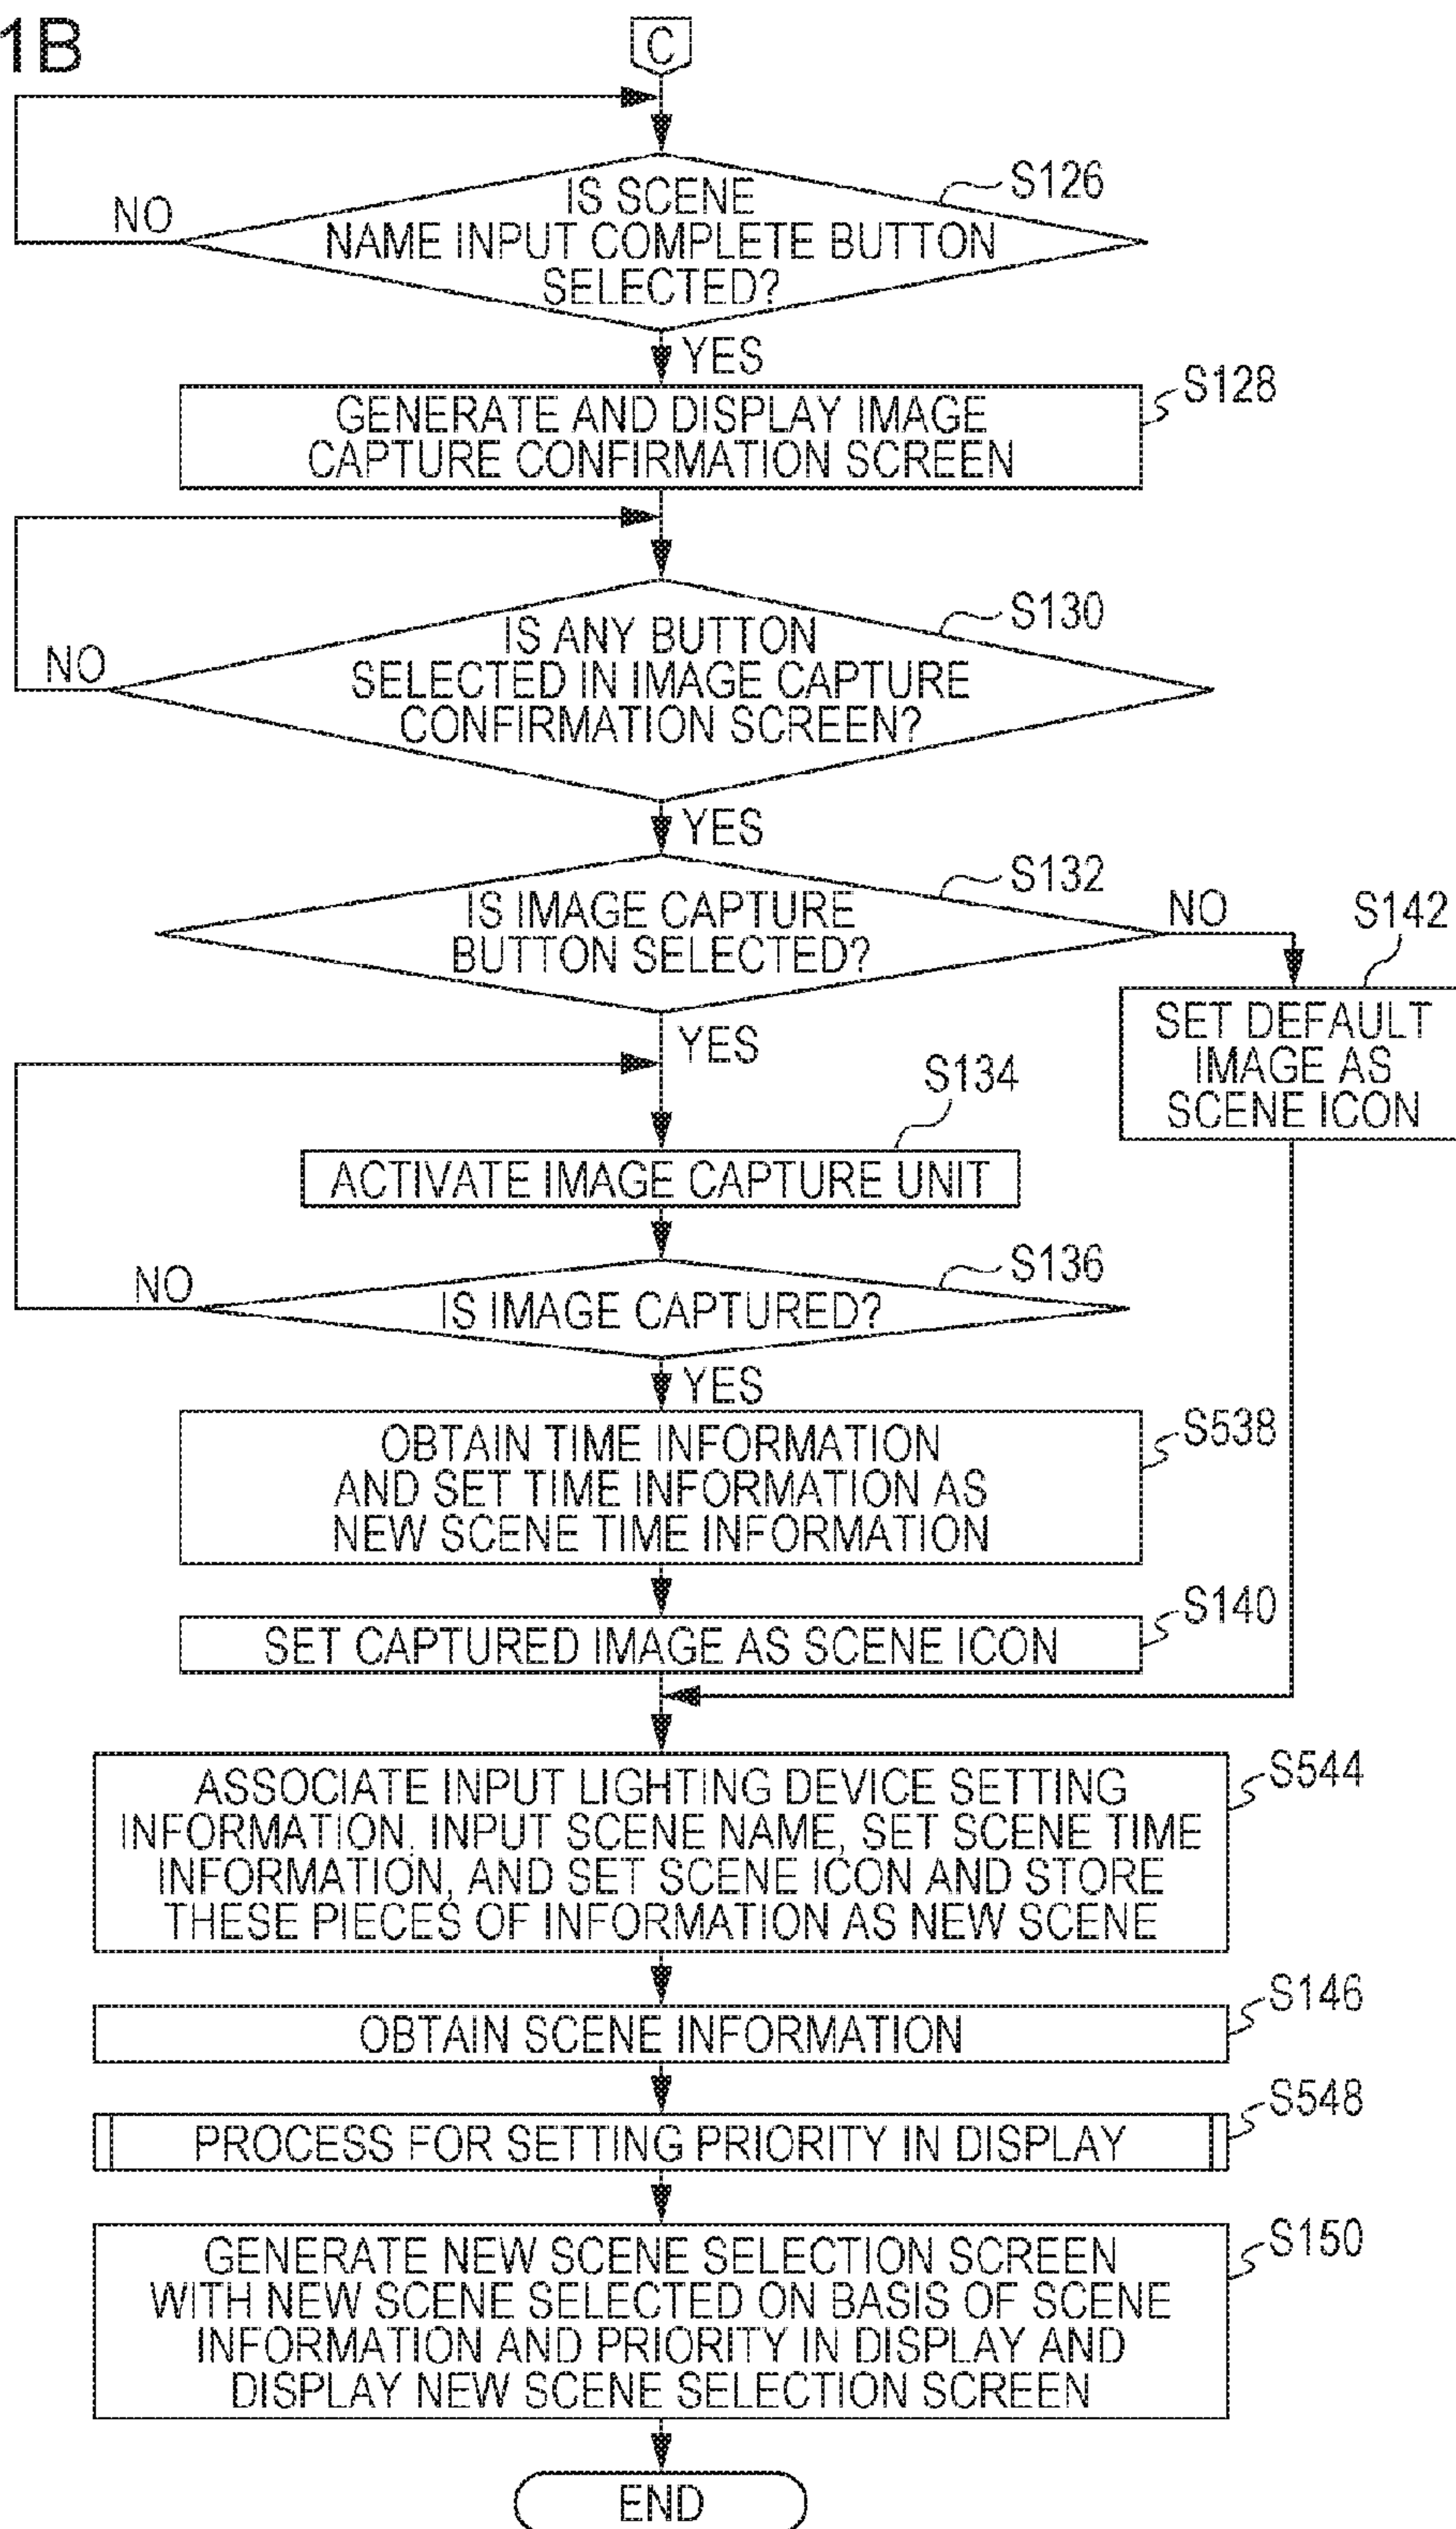 1B
C
IS SCENE
NAME INPUT COMPLETE BUTTON
SELECTED?
S126
NO
YES
GENERATE AND DISPLAY IMAGE
CAPTURE CONFIRMATION SCREEN
S128
IS ANY BUTTON
SELECTED IN IMAGE CAPTURE
CONFIRMATION SCREEN?
S130
NO
YES
IS IMAGE CAPTURE
BUTTON SELECTED?
S132
NO
S142
SET DEFAULT
IMAGE AS
SCENE ICON
YES
S134
ACTIVATE IMAGE CAPTURE UNIT
S136
NO
IS IMAGE CAPTURED?
YES
OBTAIN TIME INFORMATION
AND SET TIME INFORMATION AS
NEW SCENE TIME INFORMATION
S538
SET CAPTURED IMAGE AS SCENE ICON
S140
ASSOCIATE INPUT LIGHTING DEVICE SETTING
INFORMATION, INPUT SCENE NAME, SET SCENE TIME
INFORMATION, AND SET SCENE ICON AND STORE
THESE PIECES OF INFORMATION AS NEW SCENE
S544
OBTAIN SCENE INFORMATION
S146
PROCESS FOR SETTING PRIORITY IN DISPLAY
S548
GENERATE NEW SCENE SELECTION SCREEN
WITH NEW SCENE SELECTED ON BASIS OF SCENE
INFORMATION AND PRIORITY IN DISPLAY AND
DISPLAY NEW SCENE SELECTION SCREEN
S150
END